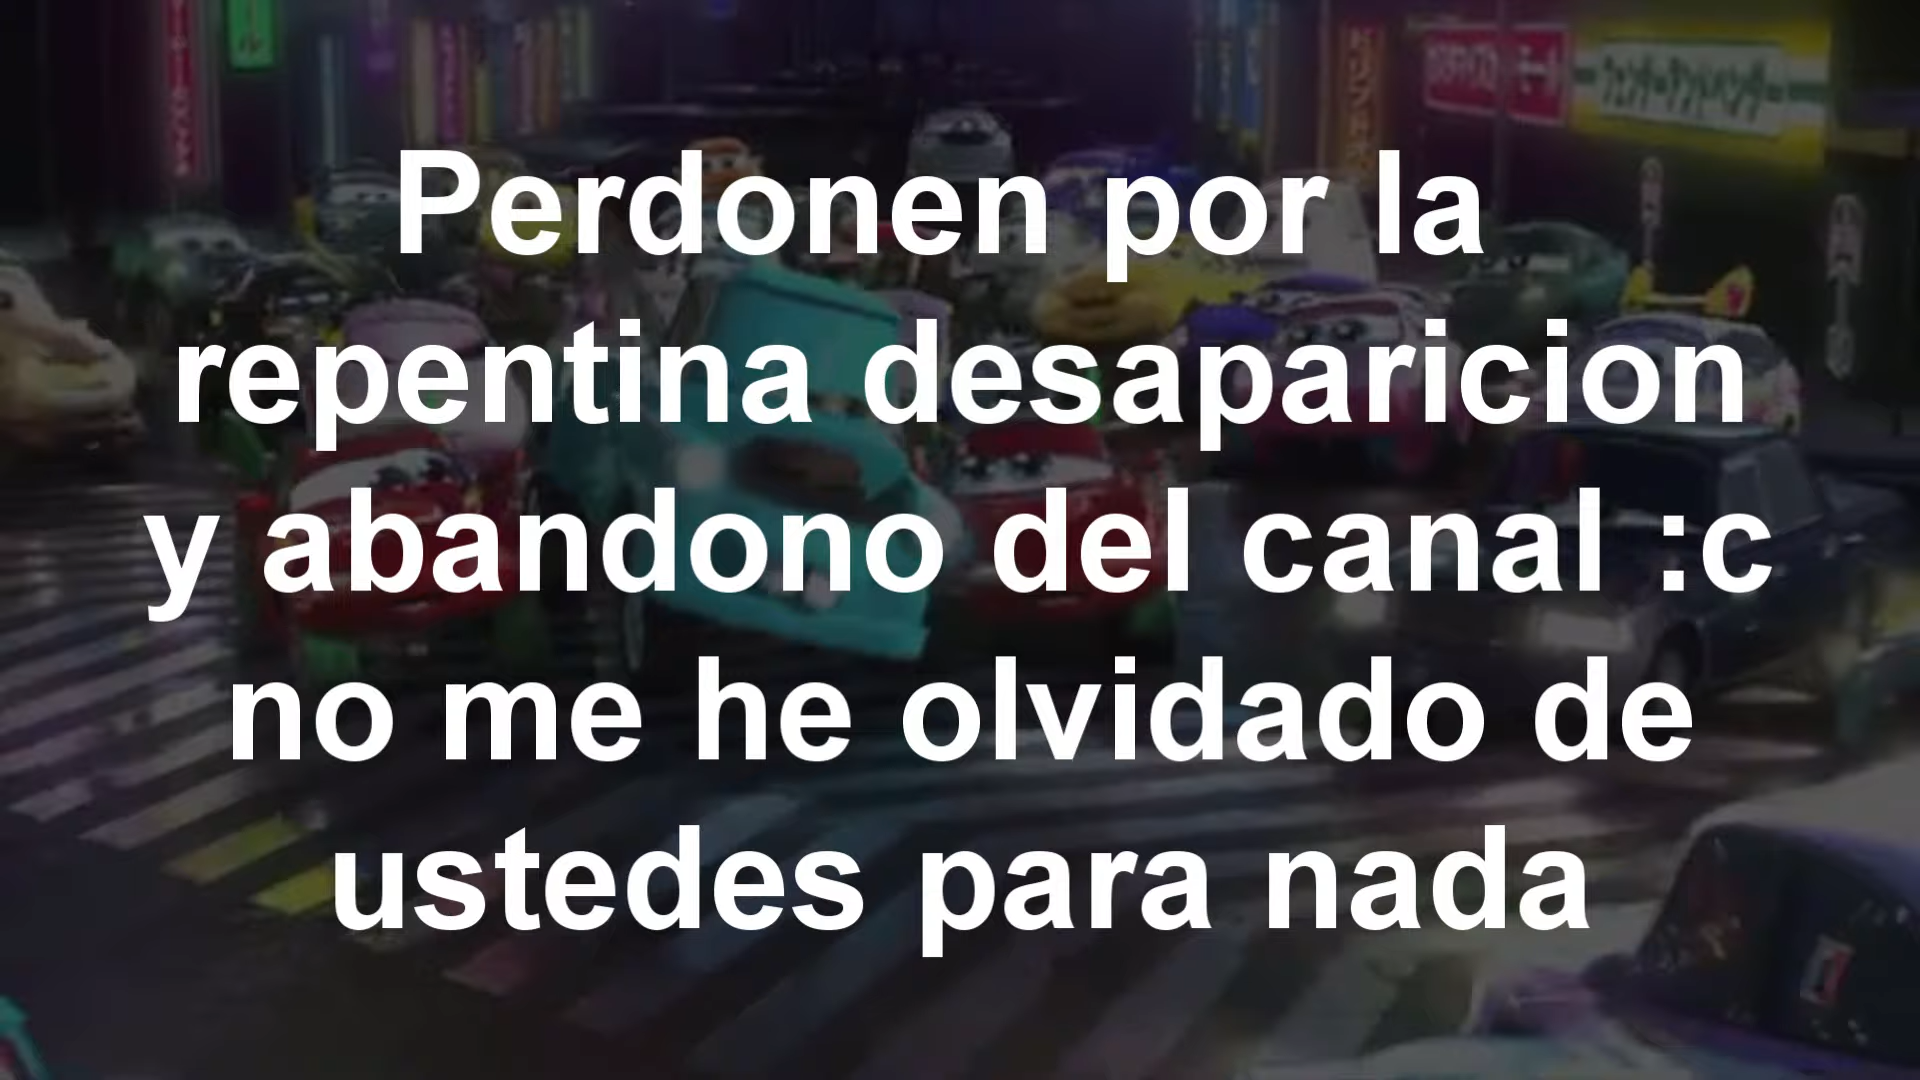 Perdonen por la
repentina desaparicion
y abandono del canal :c
no me he olvidado de
ustedes para nada